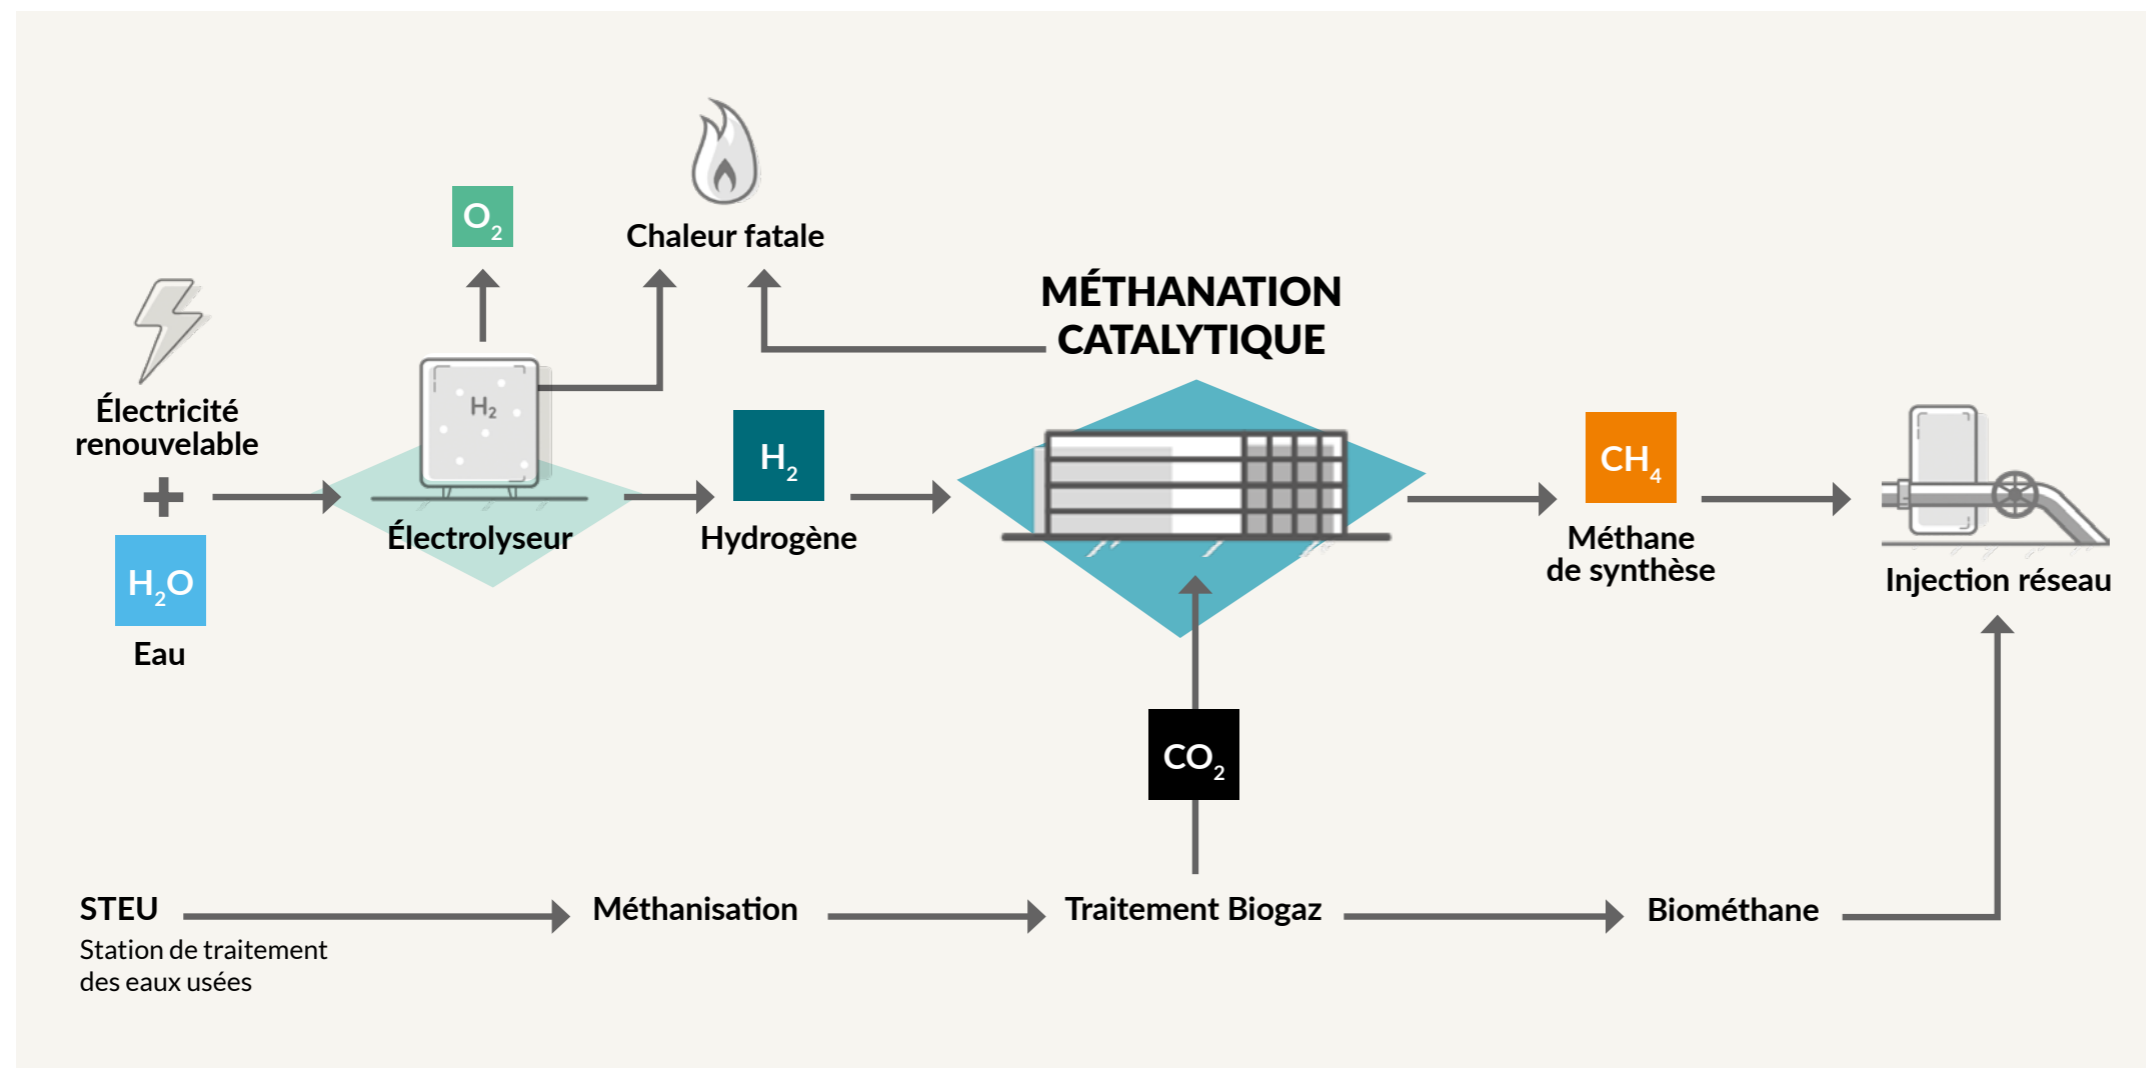 O2
Chaleur fatale
MÉTHANATION
CATALYTIQUE
Électricité
renouvelable
+
H2O
Eau
H2
Électrolyseur
H2
Hydrogène
CH4
Méthane
de synthèse
Injection réseau
CO2
STEU
Station de traitement
des eaux usées
Méthanisation
Traitement Biogaz
Biométhane